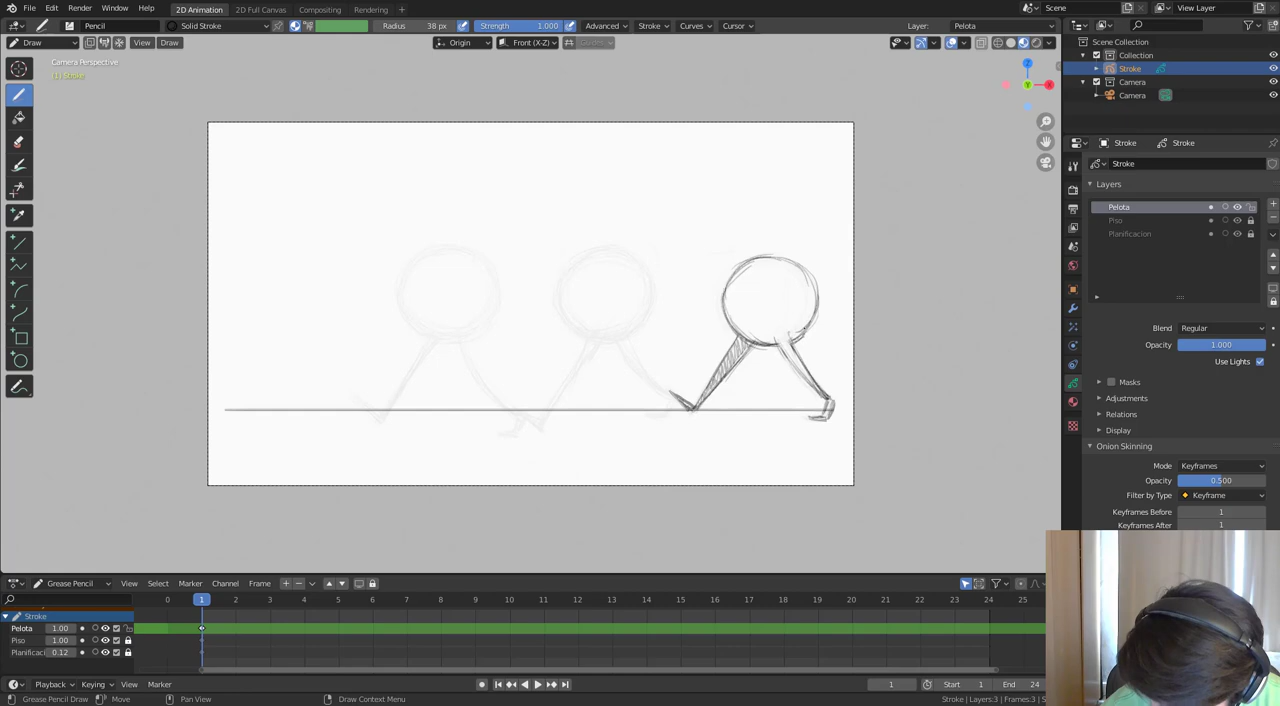 File Edit Render Window Help 2D Animation 2D Full Canvas Compositing Rendering + Scene View Layer
Pencil Solid Stroke Radius 38 px Strength 1.000 Advanced Stroke Curves Cursor Layer: Pelota
Draw View Draw Origin Front (X-Z) Guides
Camera Perspective
(1) Stroke
Z
X
Y
Scene Collection
Collection
Stroke
Camera
Camera
Stroke Stroke
Stroke
Layers
Pelota
Piso
Planificacion
Blend Regular
Opacity 1.000
Use Lights
Masks
Adjustments
Relations
Display
Onion Skinning
Mode Keyframes
Opacity 0.500
Filter by Type Keyframe
Keyframes Before 1
Keyframes After 1
Grease Pencil View Select Marker Channel Frame
0 1 2 3 4 5 6 7 8 9 10 11 12 13 14 15 16 17 18 19 20 21 22 23 24 25
Stroke
Pelota 1.00
Piso 1.00
Planificaci 0.12
Playback Keying View Marker 1 Start 1 End 24
Grease Pencil Draw Move Pan View Draw Context Menu Stroke | Layers:3 | Frames:3 | S